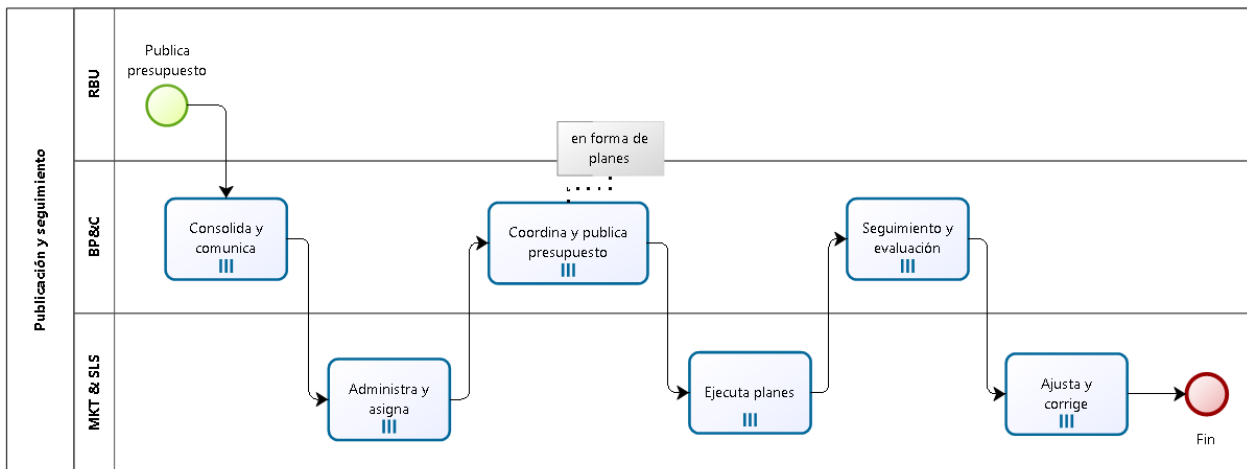 Publicación y seguimiento
RBU
Publica
presupuesto
en forma de
planes
BP&C
Consolida y
comunica
Coordina y publica
presupuesto
Seguimiento y
evaluación
MKT & SLS
Administra y
asigna
Ejecuta planes
Ajusta y
corrige
Fin